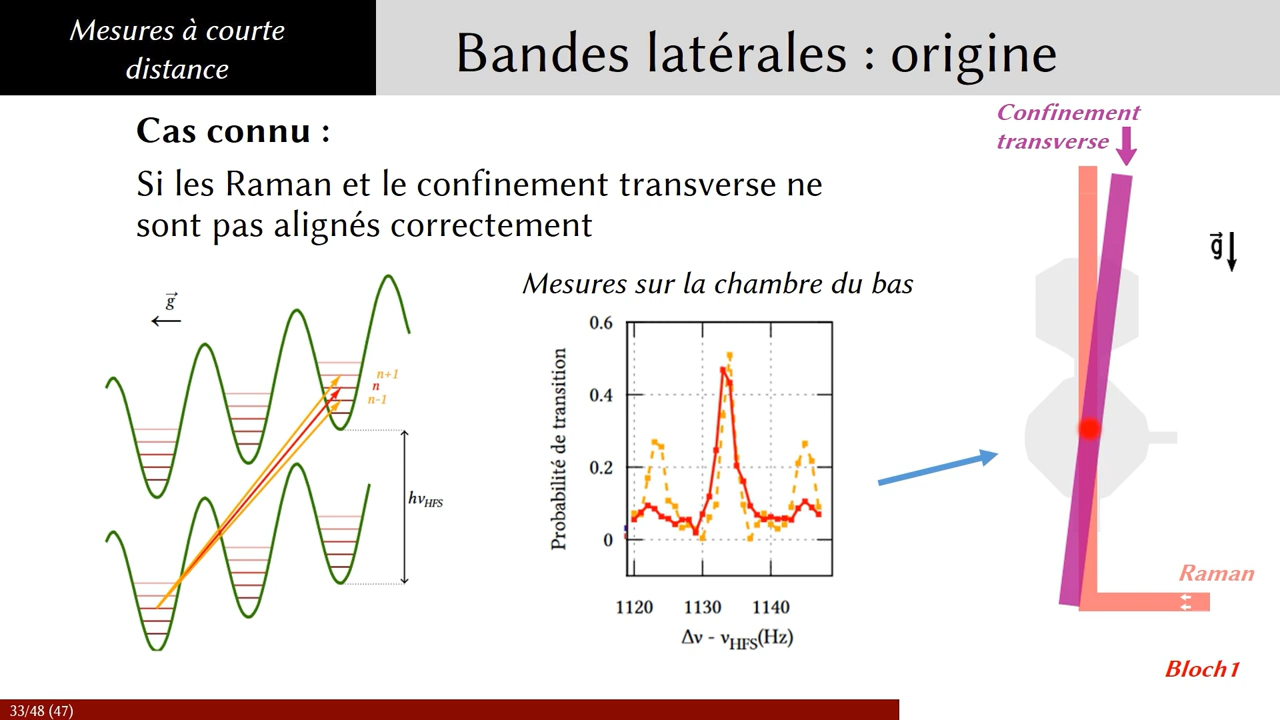 Mesures à courte
distance
Bandes latérales : origine
Cas connu :
Si les Raman et le confinement transverse ne
sont pas alignés correctement
Confinement
transverse
g⃗
g⃗
n+1
n
n-1
hνHFS
Mesures sur la chambre du bas
Probabilité de transition
0.6
0.4
0.2
0
1120 1130 1140
Δν - νHFS(Hz)
Raman
Bloch1
33/48 (47)